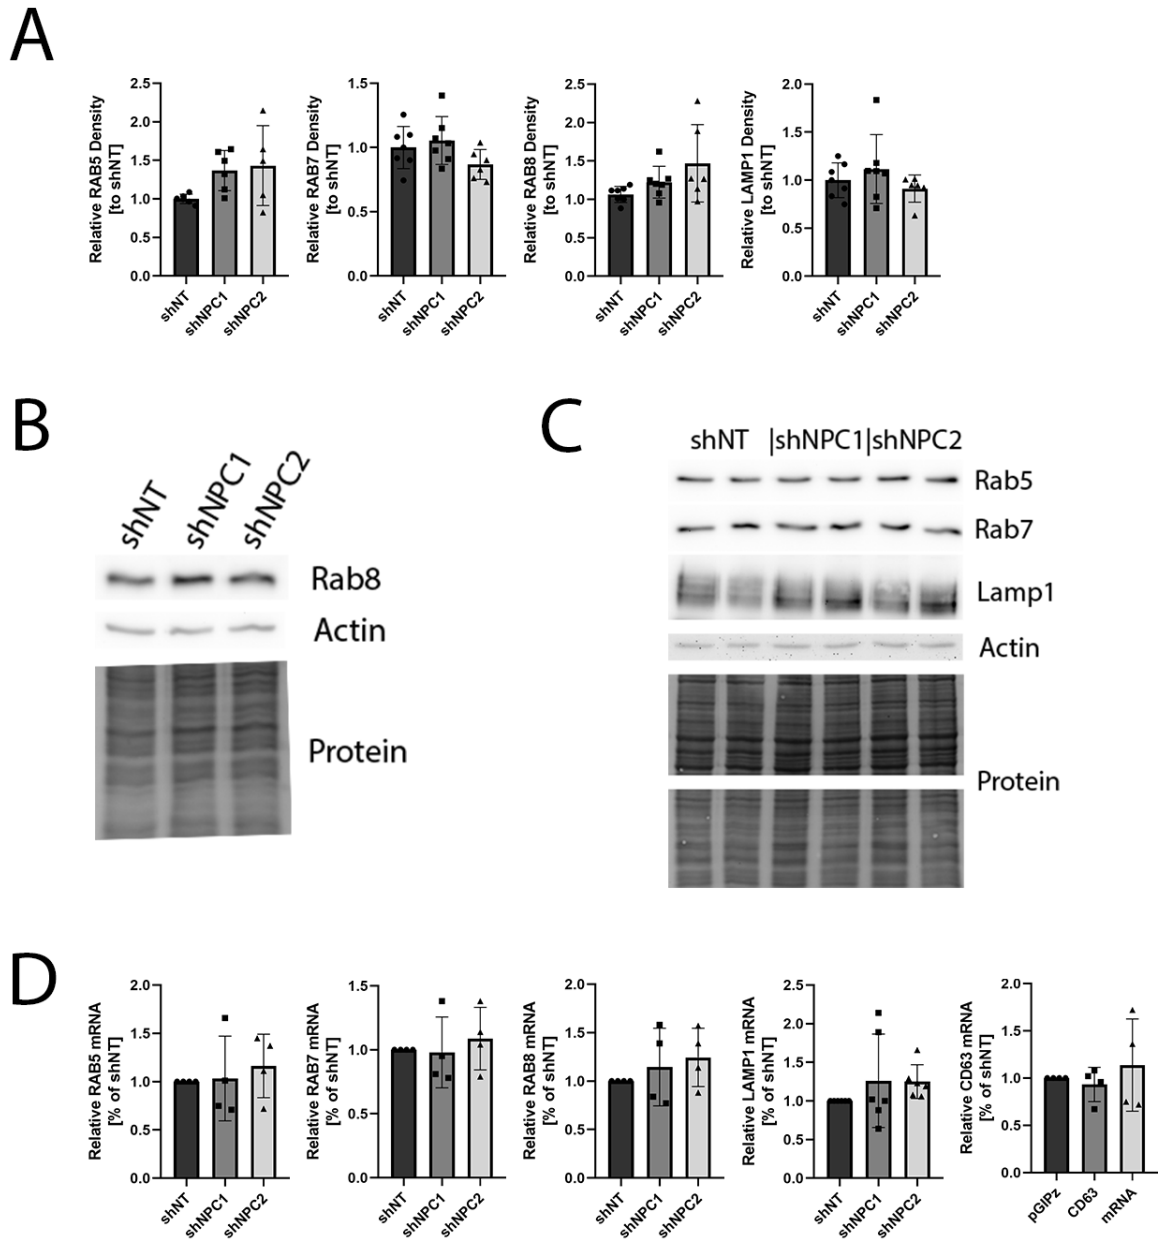 A
Relative RAB5 Density
[to shNT]
2.5
2.0
1.5
1.0
0.5
0.0
shNT
shNPC1
shNPC2
Relative RAB7 Density
[to shNT]
1.5
1.0
0.5
0.0
shNT
shNPC1
shNPC2
Relative RAB8 Density
[to shNT]
2.5
2.0
1.5
1.0
0.5
0.0
shNT
shNPC1
shNPC2
Relative LAMP1 Density
[to shNT]
2.0
1.5
1.0
0.5
0.0
shNT
shNPC1
shNPC2
B
shNT
shNPC1
shNPC2
Rab8
Actin
Protein
C
shNT |shNPC1|shNPC2
Rab5
Rab7
Lamp1
Actin
Protein
D
Relative RAB5 mRNA
[% of shNT]
2.0
1.5
1.0
0.5
0.0
shNT
shNPC1
shNPC2
Relative RAB7 mRNA
[% of shNT]
1.5
1.0
0.5
0.0
shNT
shNPC1
shNPC2
Relative RAB8 mRNA
[% of shNT]
2.0
1.5
1.0
0.5
0.0
shNT
shNPC1
shNPC2
Relative LAMP1 mRNA
[% of shNT]
2.5
2.0
1.5
1.0
0.5
0.0
shNT
shNPC1
shNPC2
Relative CD63 mRNA
[% of shNT]
2.0
1.5
1.0
0.5
0.0
pGIPz
CD63
mRNA